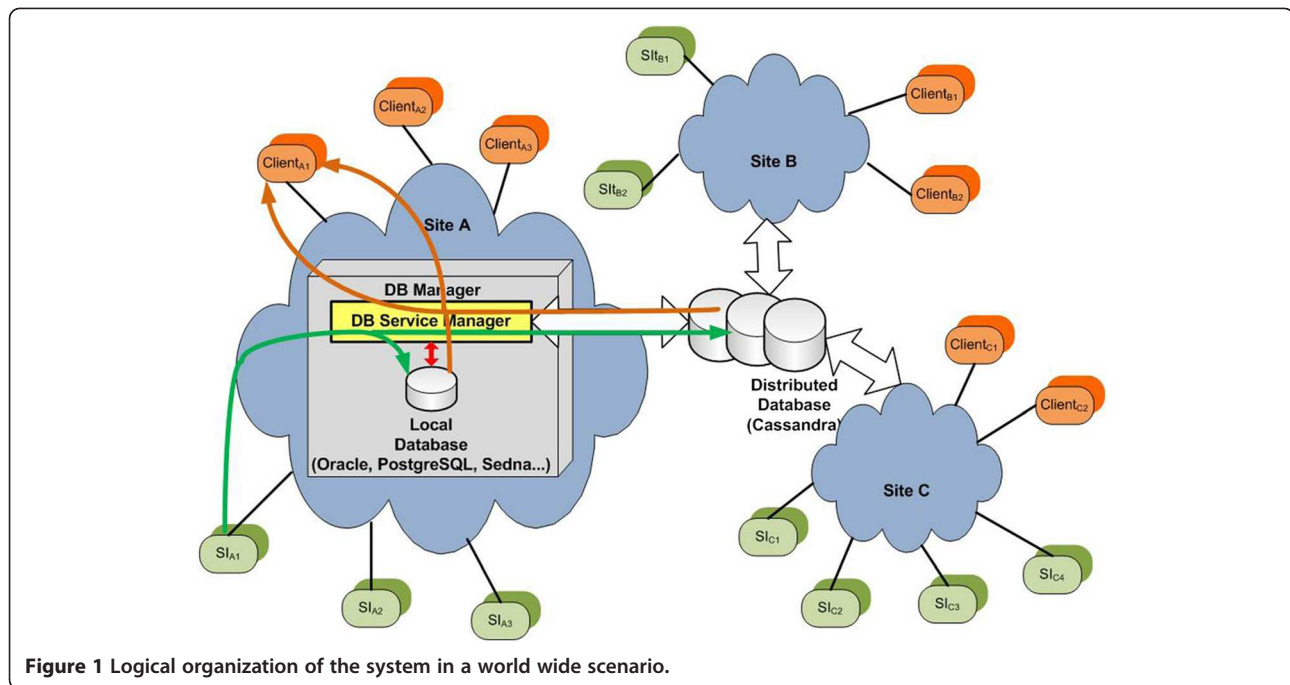 SIt_B1
Client_A2
Client_B1
Client_A3
Client_A1
Site B
SIt_B2
Client_B2
Site A
DB Manager
DB Service Manager
Client_C1
Distributed
Database
(Cassandra)
Client_C2
Local
Database
(Oracle, PostgreSQL, Sedna...)
Site C
SI_C1
SI_A1
SI_C4
SI_A2
SI_C2
SI_C3
SI_A3
Figure 1 Logical organization of the system in a world wide scenario.